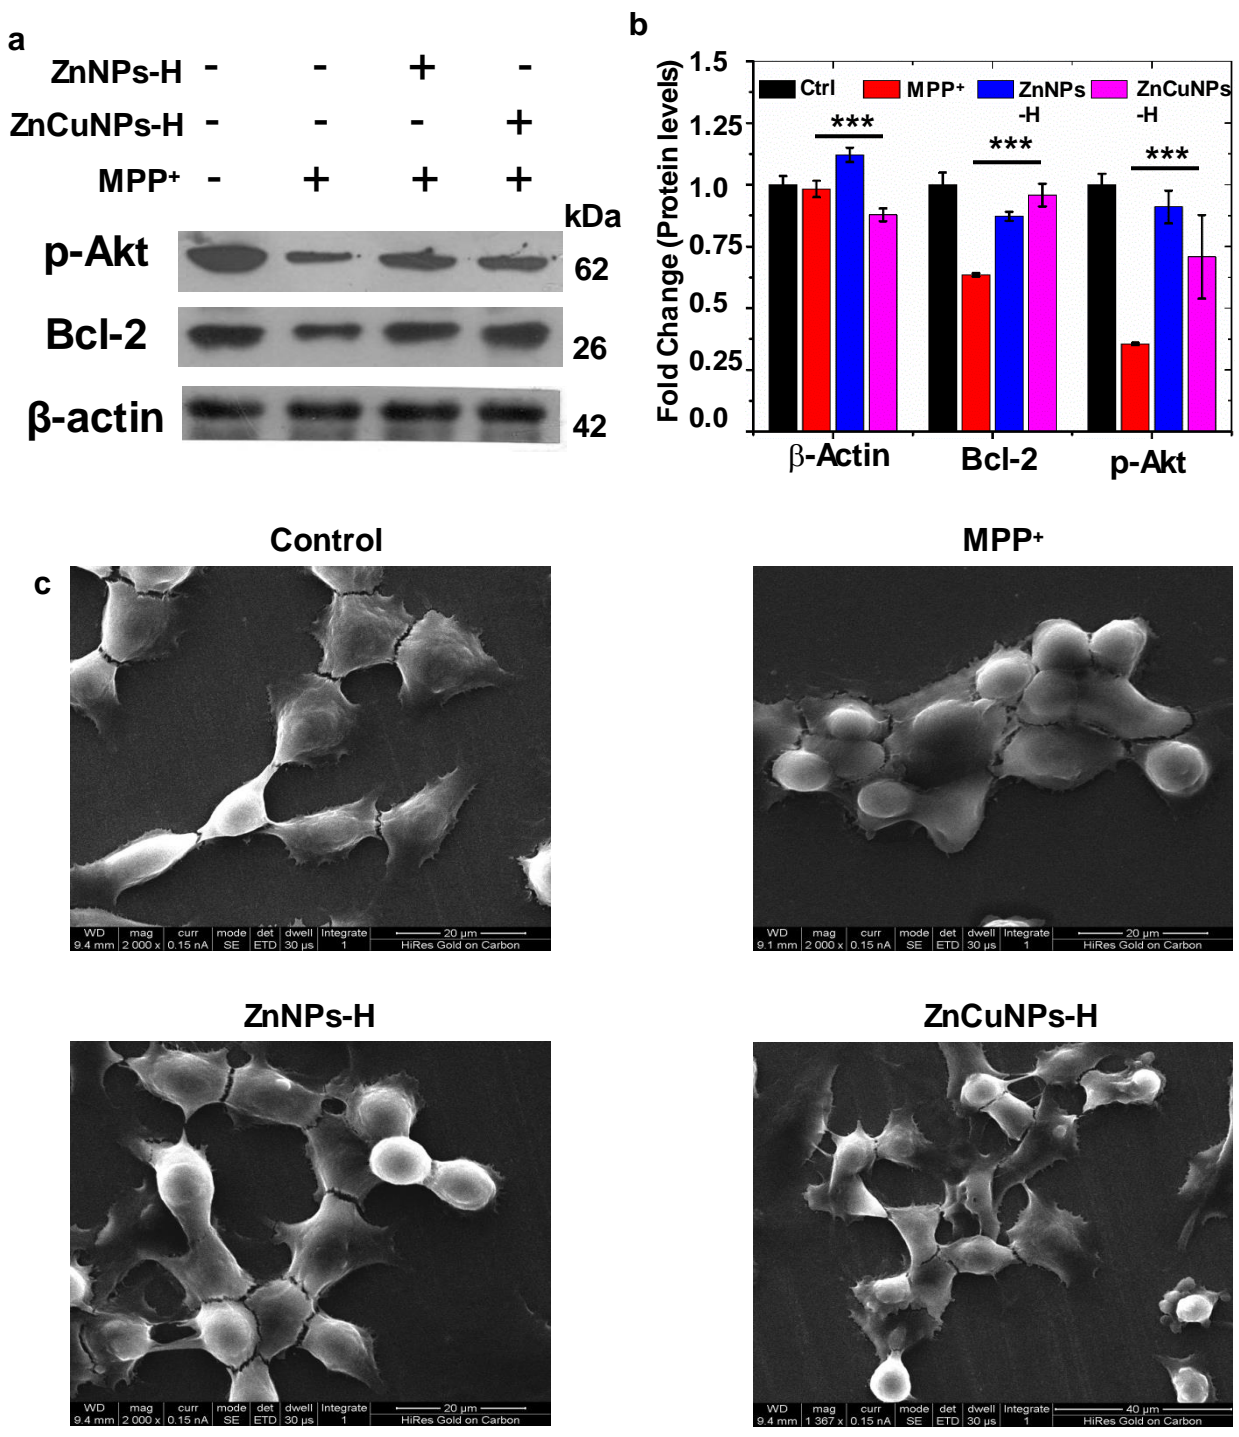 a
ZnNPs-H - - + -
ZnCuNPs-H - - - +
MPP+ - + + +
kDa
p-Akt 62
Bcl-2 26
β-actin 42
b
Fold Change (Protein levels)
1.5
1.25
1.0
0.75
0.5
0.25
0.0
Ctrl MPP+ ZnNPs -H ZnCuNPs -H
*** *** ***
β-Actin Bcl-2 p-Akt
c
Control
WD mag curr mode det dwell Integrate 20 µm
9.4 mm 2 000 x 0.15 nA SE ETD 30 µs 1 HiRes Gold on Carbon
MPP+
WD mag curr mode det dwell Integrate 20 µm
9.1 mm 2 000 x 0.15 nA SE ETD 30 µs 1 HiRes Gold on Carbon
ZnNPs-H
WD mag curr mode det dwell Integrate 20 µm
9.4 mm 2 000 x 0.15 nA SE ETD 30 µs 1 HiRes Gold on Carbon
ZnCuNPs-H
WD mag curr mode det dwell Integrate 40 µm
9.4 mm 1 367 x 0.15 nA SE ETD 30 µs 1 HiRes Gold on Carbon